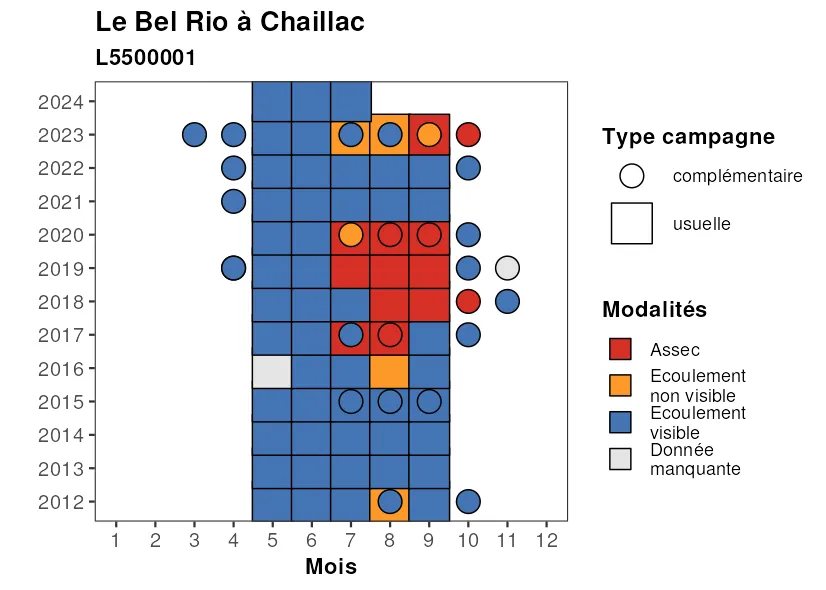 Le Bel Rio à Chaillac
L5500001
2024
2023
2022
2021
2020
2019
2018
2017
2016
2015
2014
2013
2012
1 2 3 4 5 6 7 8 9 10 11 12
Mois
Type campagne
complémentaire
usuelle
Modalités
Assec
Ecoulement
non visible
Ecoulement
visible
Donnée
manquante